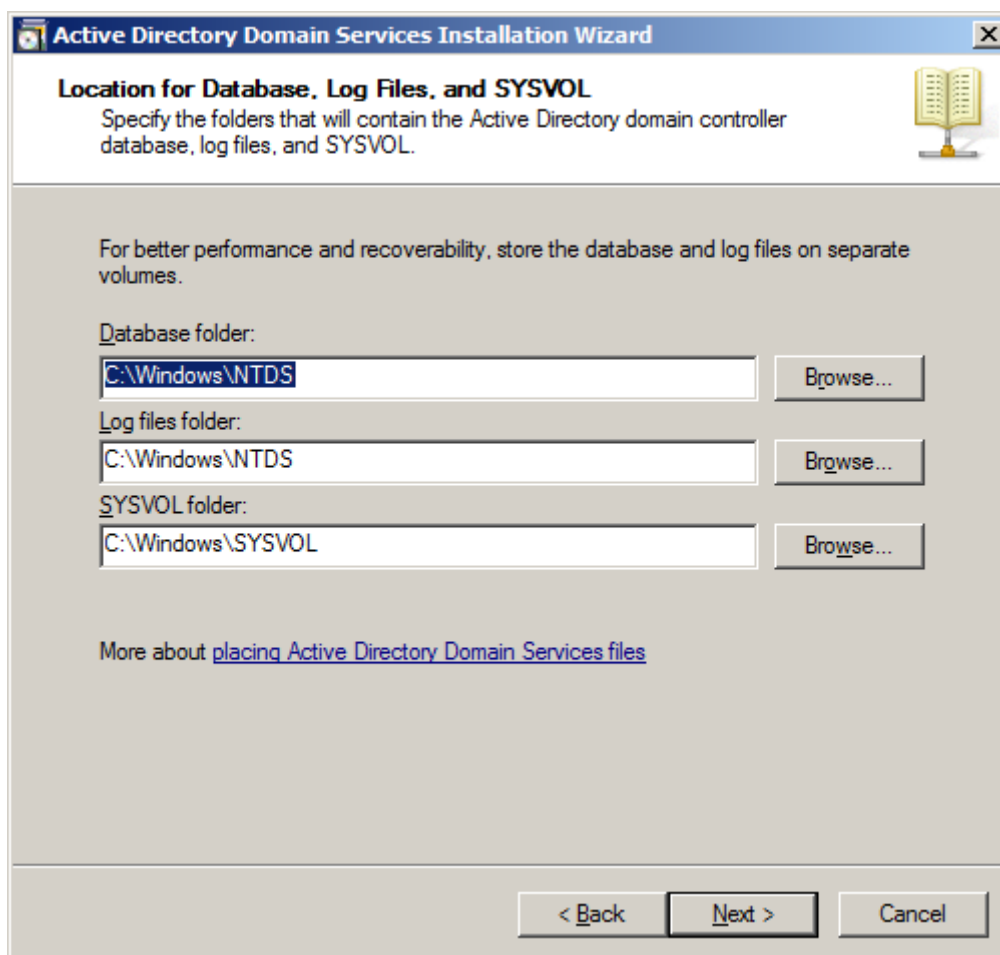 Active Directory Domain Services Installation Wizard
Location for Database, Log Files, and SYSVOL
Specify the folders that will contain the Active Directory domain controller
database, log files, and SYSVOL.
For better performance and recoverability, store the database and log files on separate
volumes.
Database folder:
C:\Windows\NTDS
Browse...
Log files folder:
C:\Windows\NTDS
Browse...
SYSVOL folder:
C:\Windows\SYSVOL
Browse...
More about placing Active Directory Domain Services files
< Back
Next >
Cancel